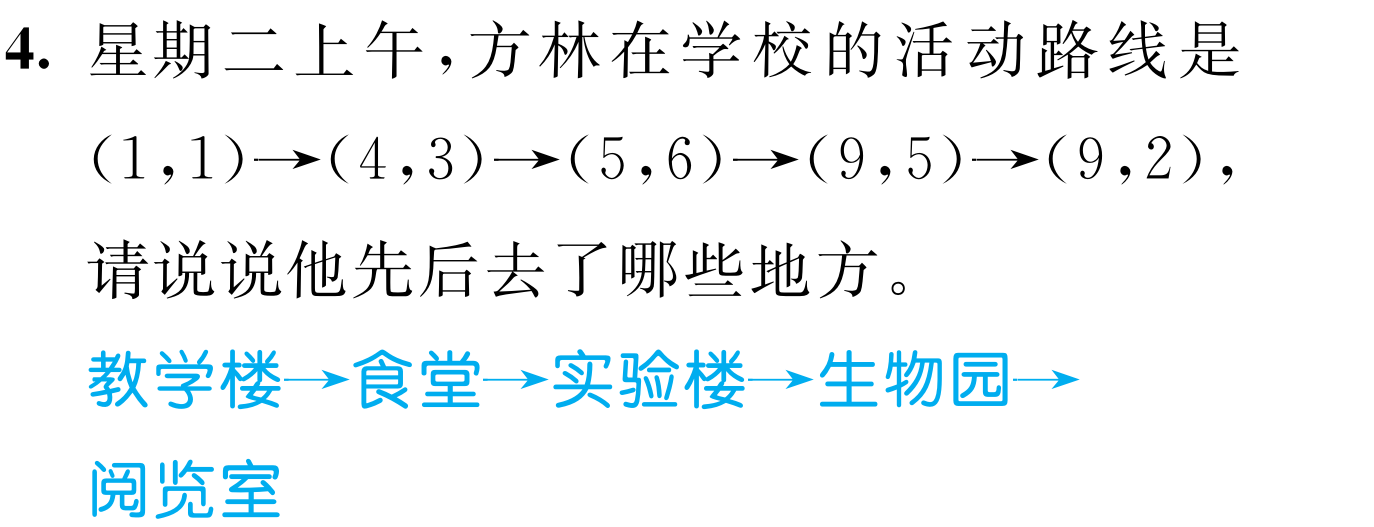 4. 星期二上午,方林在学校的活动路线是
(1,1)→(4,3)→(5,6)→(9,5)→(9,2),
请说说他先后去了哪些地方。
教学楼→食堂→实验楼→生物园→
阅览室